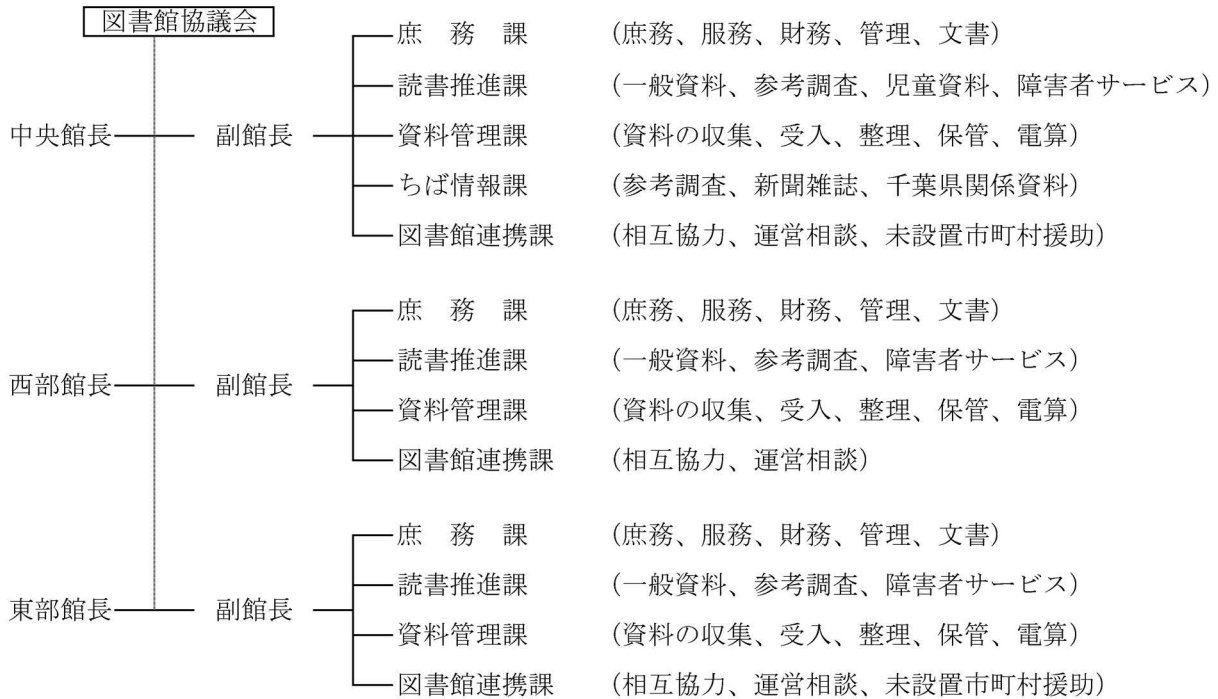 図書館協議会
庶　務　課　（庶務、服務、財務、管理、文書）
読書推進課　（一般資料、参考調査、児童資料、障害者サービス）
中央館長　副館長　資料管理課　（資料の収集、受入、整理、保管、電算）
ちば情報課　（参考調査、新聞雑誌、千葉県関係資料）
図書館連携課　（相互協力、運営相談、未設置市町村援助）
庶　務　課　（庶務、服務、財務、管理、文書）
読書推進課　（一般資料、参考調査、障害者サービス）
西部館長　副館長
資料管理課　（資料の収集、受入、整理、保管、電算）
図書館連携課　（相互協力、運営相談）
庶　務　課　（庶務、服務、財務、管理、文書）
読書推進課　（一般資料、参考調査、障害者サービス）
東部館長　副館長
資料管理課　（資料の収集、受入、整理、保管、電算）
図書館連携課　（相互協力、運営相談、未設置市町村援助）